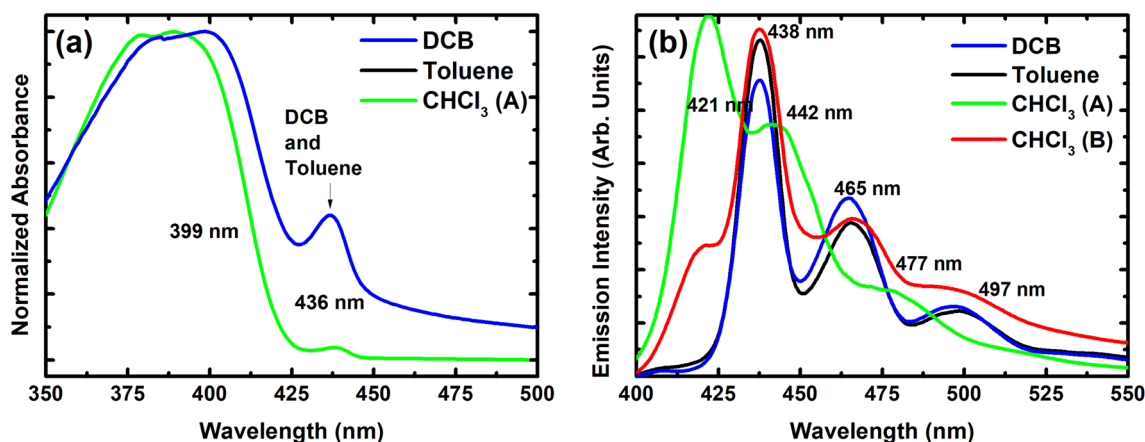 (a)
DCB
Toluene
CHCl₃ (A)
DCB
and
Toluene
399 nm
436 nm
Normalized Absorbance
350 375 400 425 450 475 500
Wavelength (nm)
(b)
438 nm
DCB
Toluene
CHCl₃ (A)
CHCl₃ (B)
421 nm
442 nm
465 nm
477 nm
497 nm
Emission Intensity (Arb. Units)
400 425 450 475 500 525 550
Wavelength (nm)